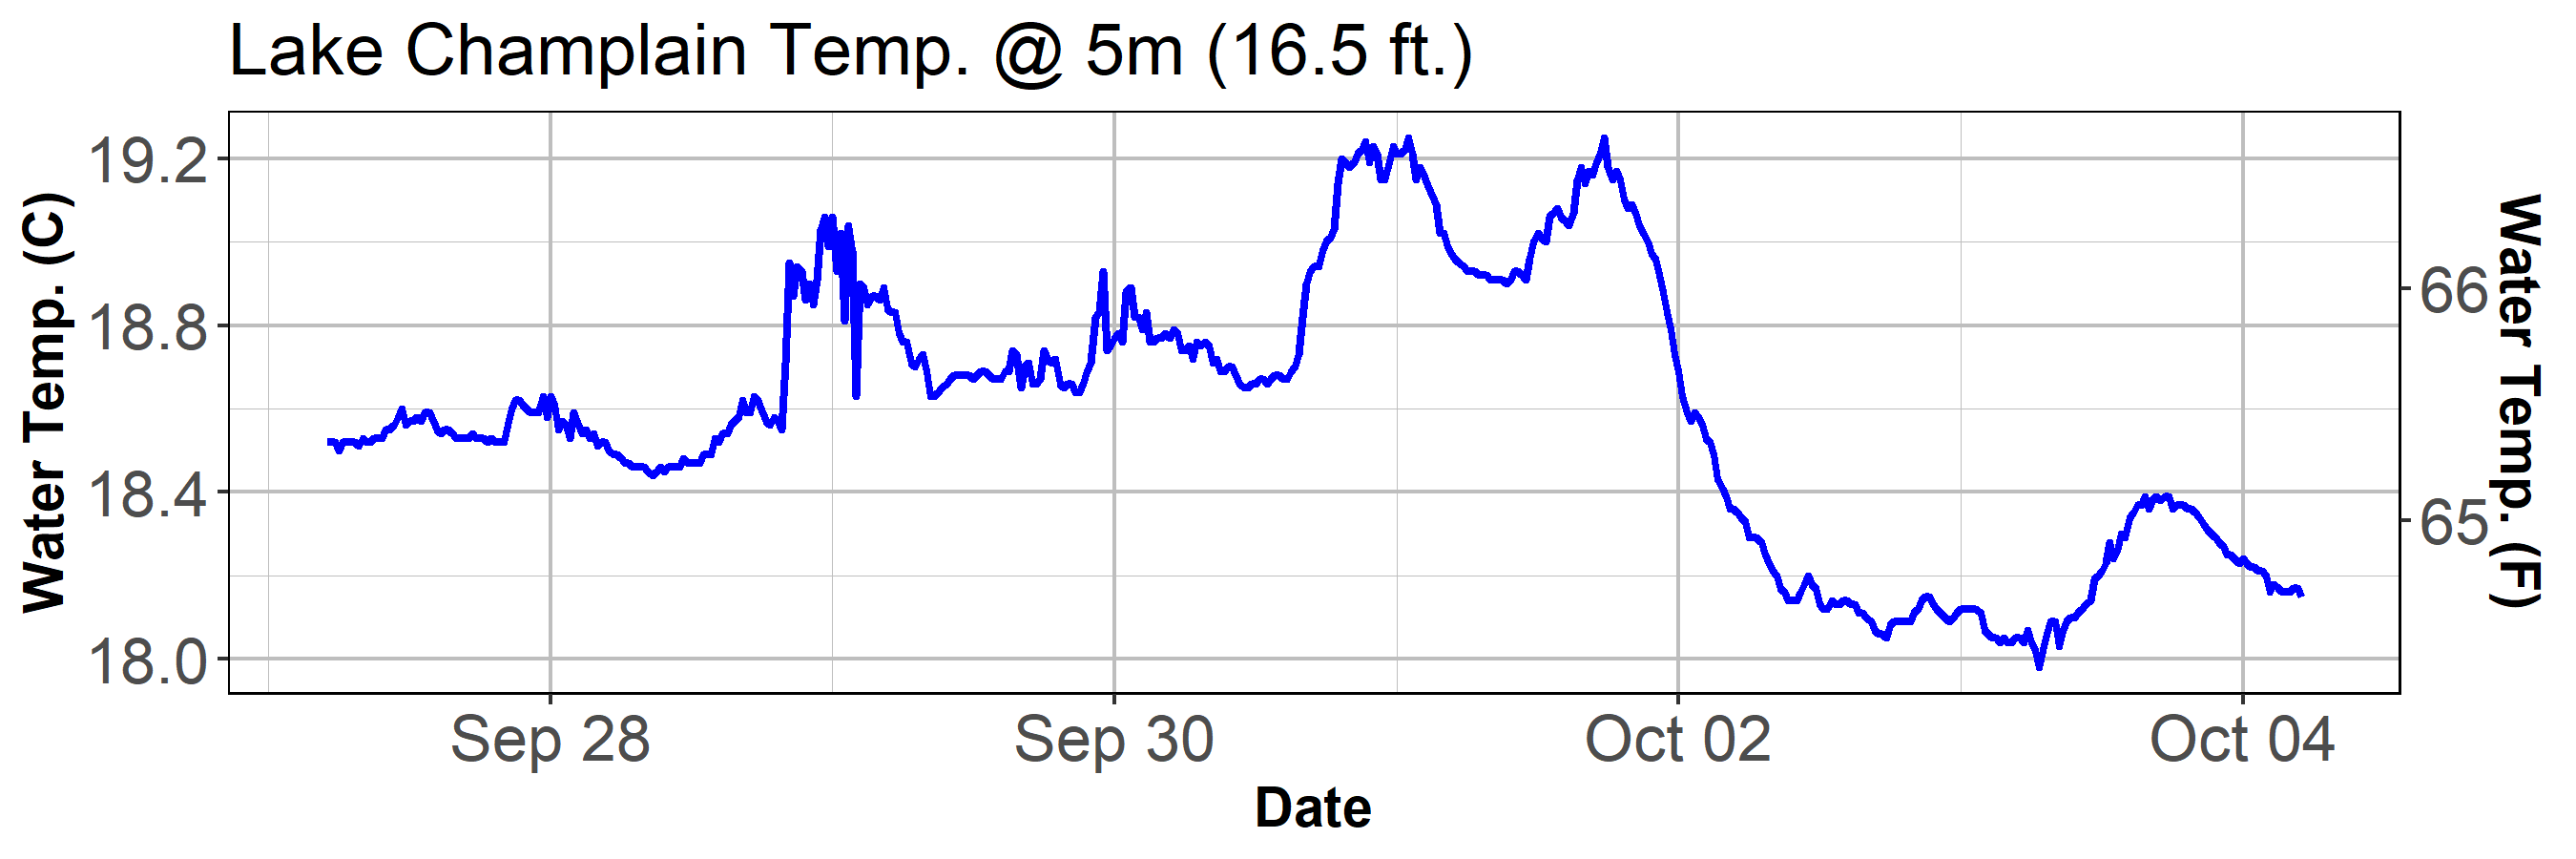 Lake Champlain Temp. @ 5m (16.5 ft.)
Water Temp. (C)
19.2
18.8
18.4
18.0
66
65
Water Temp. (F)
Sep 28
Sep 30
Oct 02
Oct 04
Date